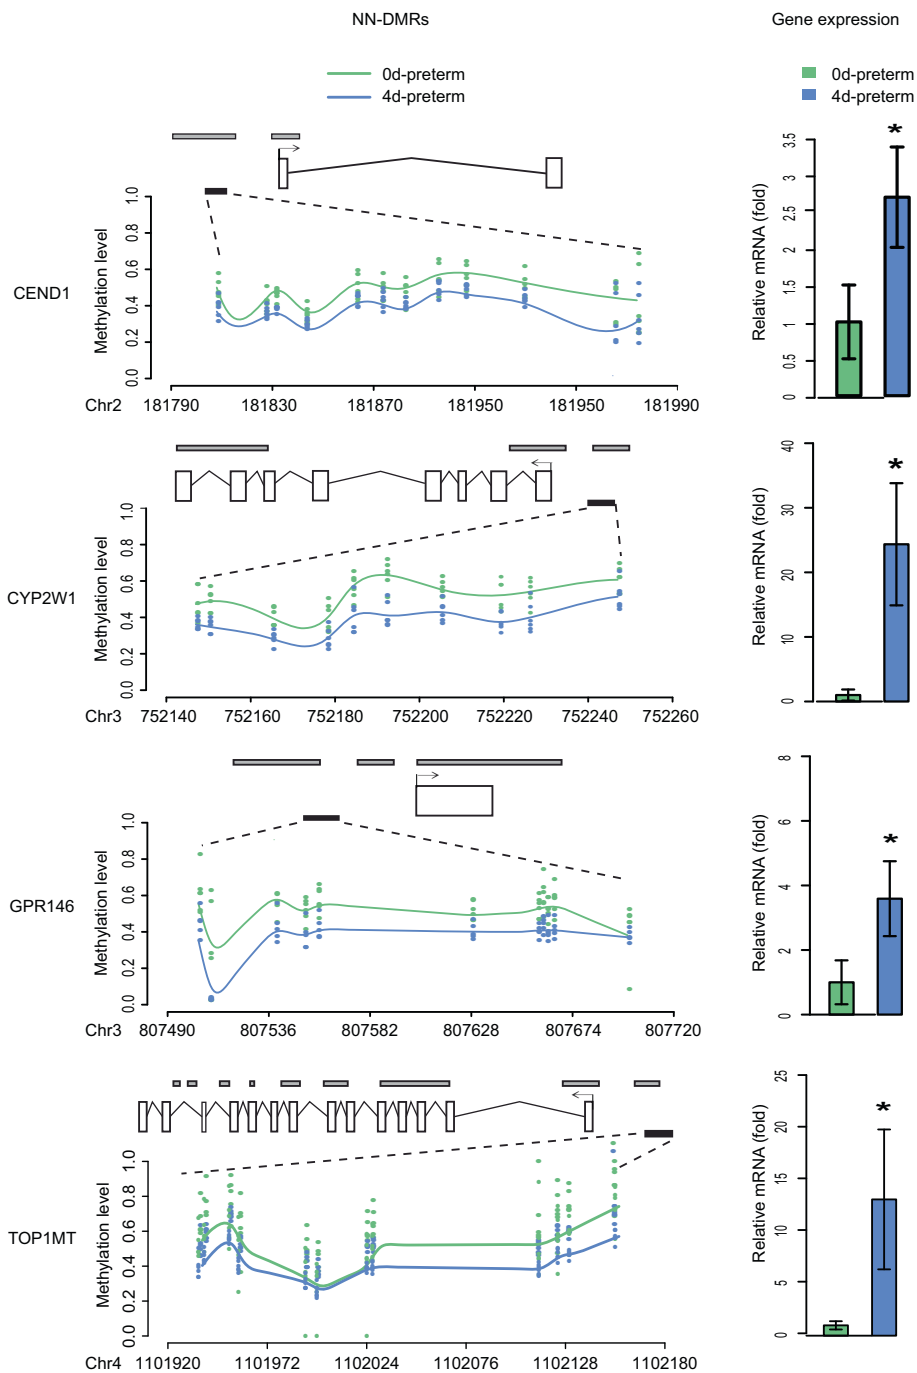 NN-DMRs
Gene expression
0d-preterm
4d-preterm
0d-preterm
4d-preterm
CEND1
Methylation level
0.0 0.2 0.4 0.6 0.8 1.0
Chr2
181790 181830 181870 181950 181950 181990
Relative mRNA (fold)
0 0.5 1 1.5 2 2.5 3 3.5
*
CYP2W1
Methylation level
0.0 0.2 0.4 0.6 0.8 1.0
Chr3
752140 752160 752180 752200 752220 752240 752260
Relative mRNA (fold)
0 10 20 30 40
*
GPR146
Methylation level
0.0 0.2 0.4 0.6 0.8 1.0
Chr3
807490 807536 807582 807628 807674 807720
Relative mRNA (fold)
0 2 4 6 8
*
TOP1MT
Methylation level
0.0 0.2 0.4 0.6 0.8 1.0
Chr4
1101920 1101972 1102024 1102076 1102128 1102180
Relative mRNA (fold)
0 5 10 15 20 25
*